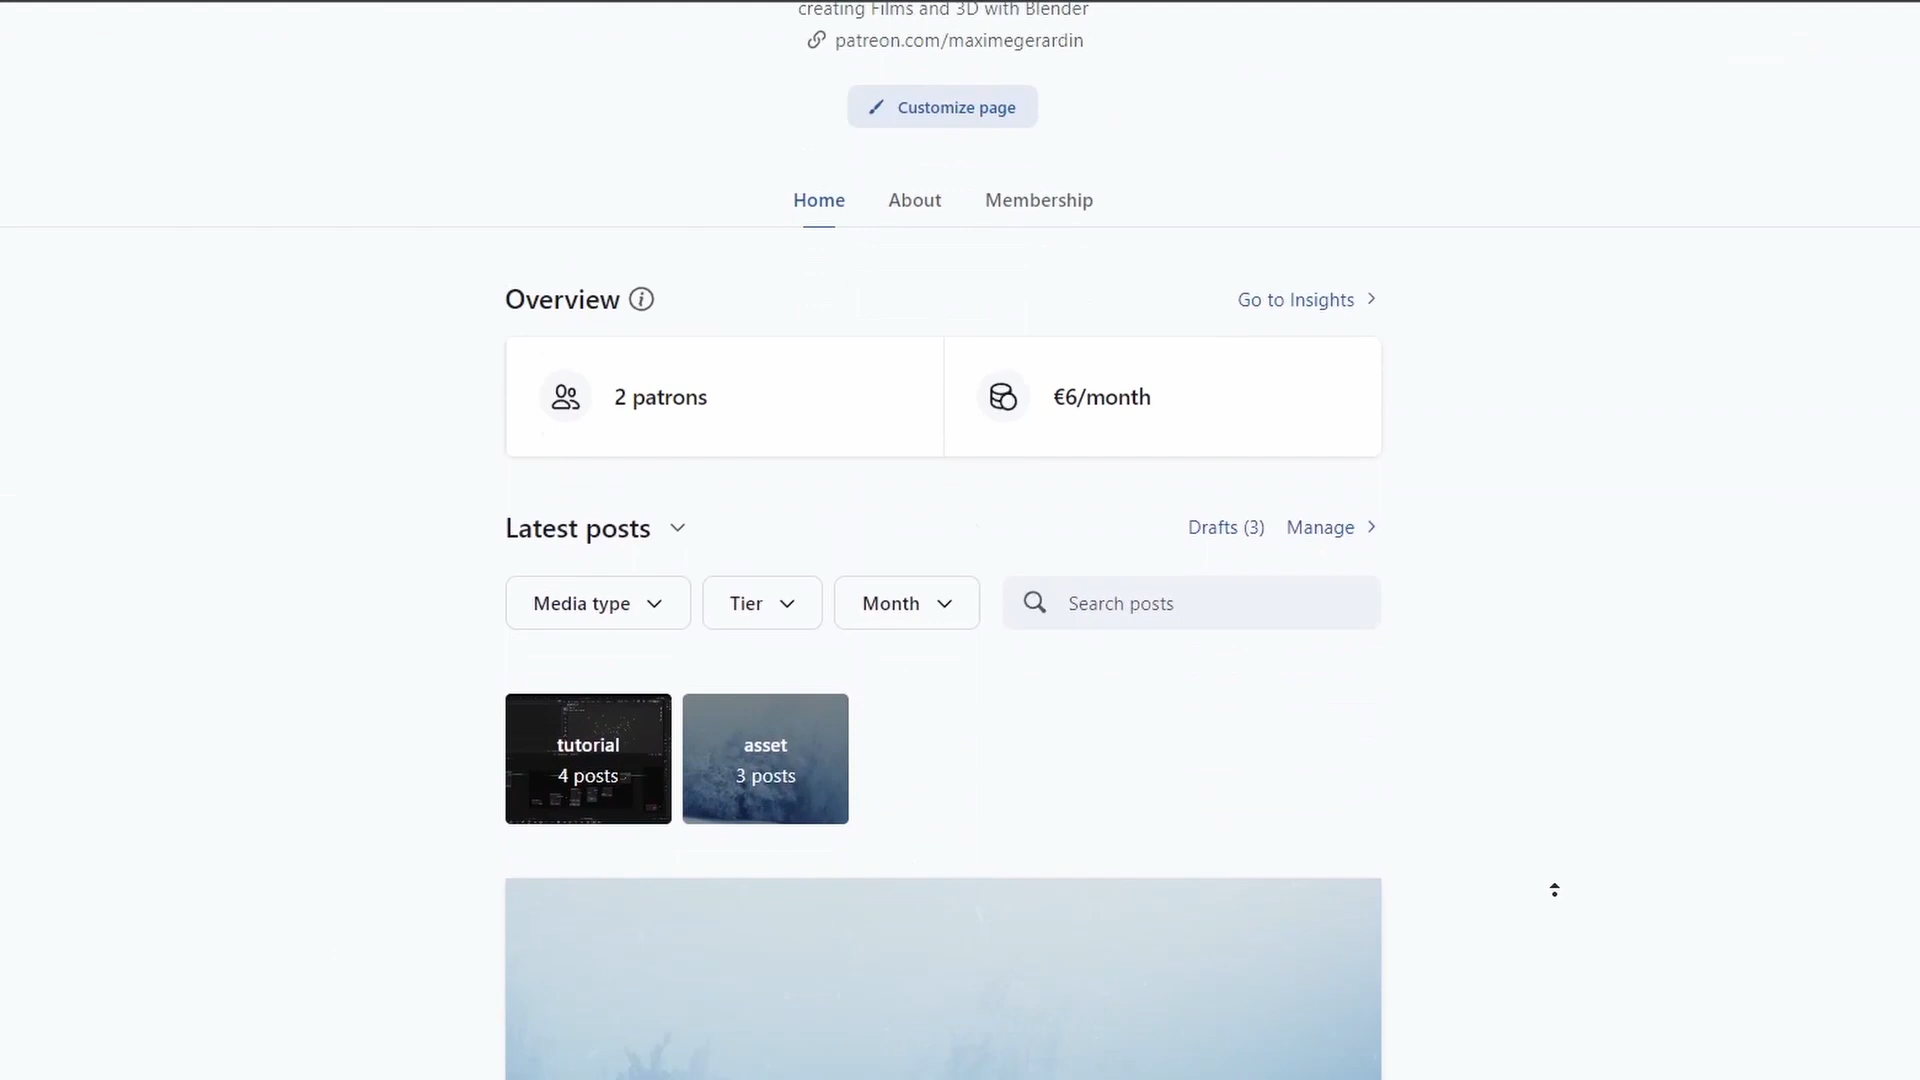 creating Films and 3D with Blender
patreon.com/maximegerardin
Customize page
Home About Membership
Overview
Go to Insights
2 patrons
€6/month
Latest posts
Drafts (3) Manage
Media type
Tier
Month
Search posts
tutorial
4 posts
asset
3 posts